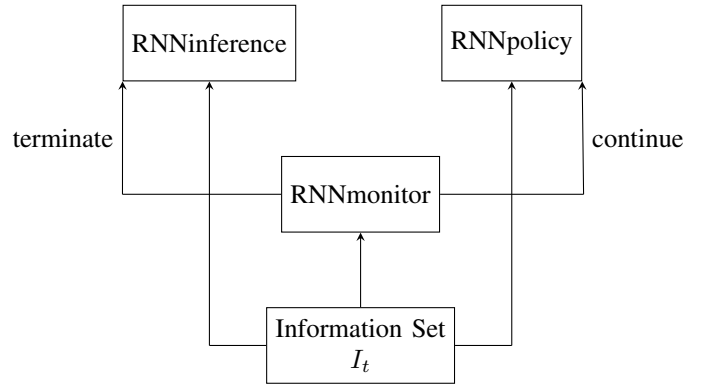 RNNinference
RNNpolicy
terminate
continue
RNNmonitor
Information Set
I_t